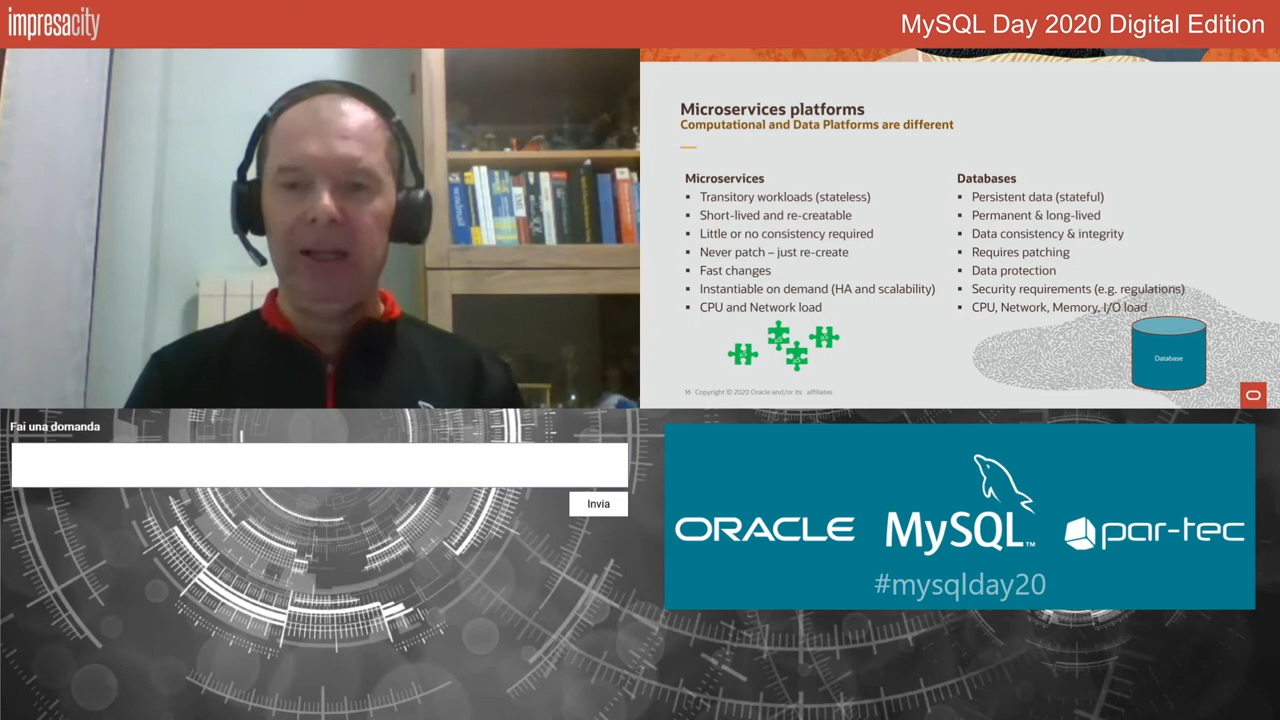 impresacity
MySQL Day 2020 Digital Edition
Microservices platforms
Computational and Data Platforms are different
Microservices
Transitory workloads (stateless)
Short-lived and re-creatable
Little or no consistency required
Never patch – just re-create
Fast changes
Instantiable on demand (HA and scalability)
CPU and Network load
Databases
Persistent data (stateful)
Permanent & long-lived
Data consistency & integrity
Requires patching
Data protection
Security requirements (e.g. regulations)
CPU, Network, Memory, I/O load
Database
16 Copyright © 2020 Oracle and/or its affiliates
Fai una domanda
Invia
ORACLE
MySQL™
par-tec
#mysqlday20